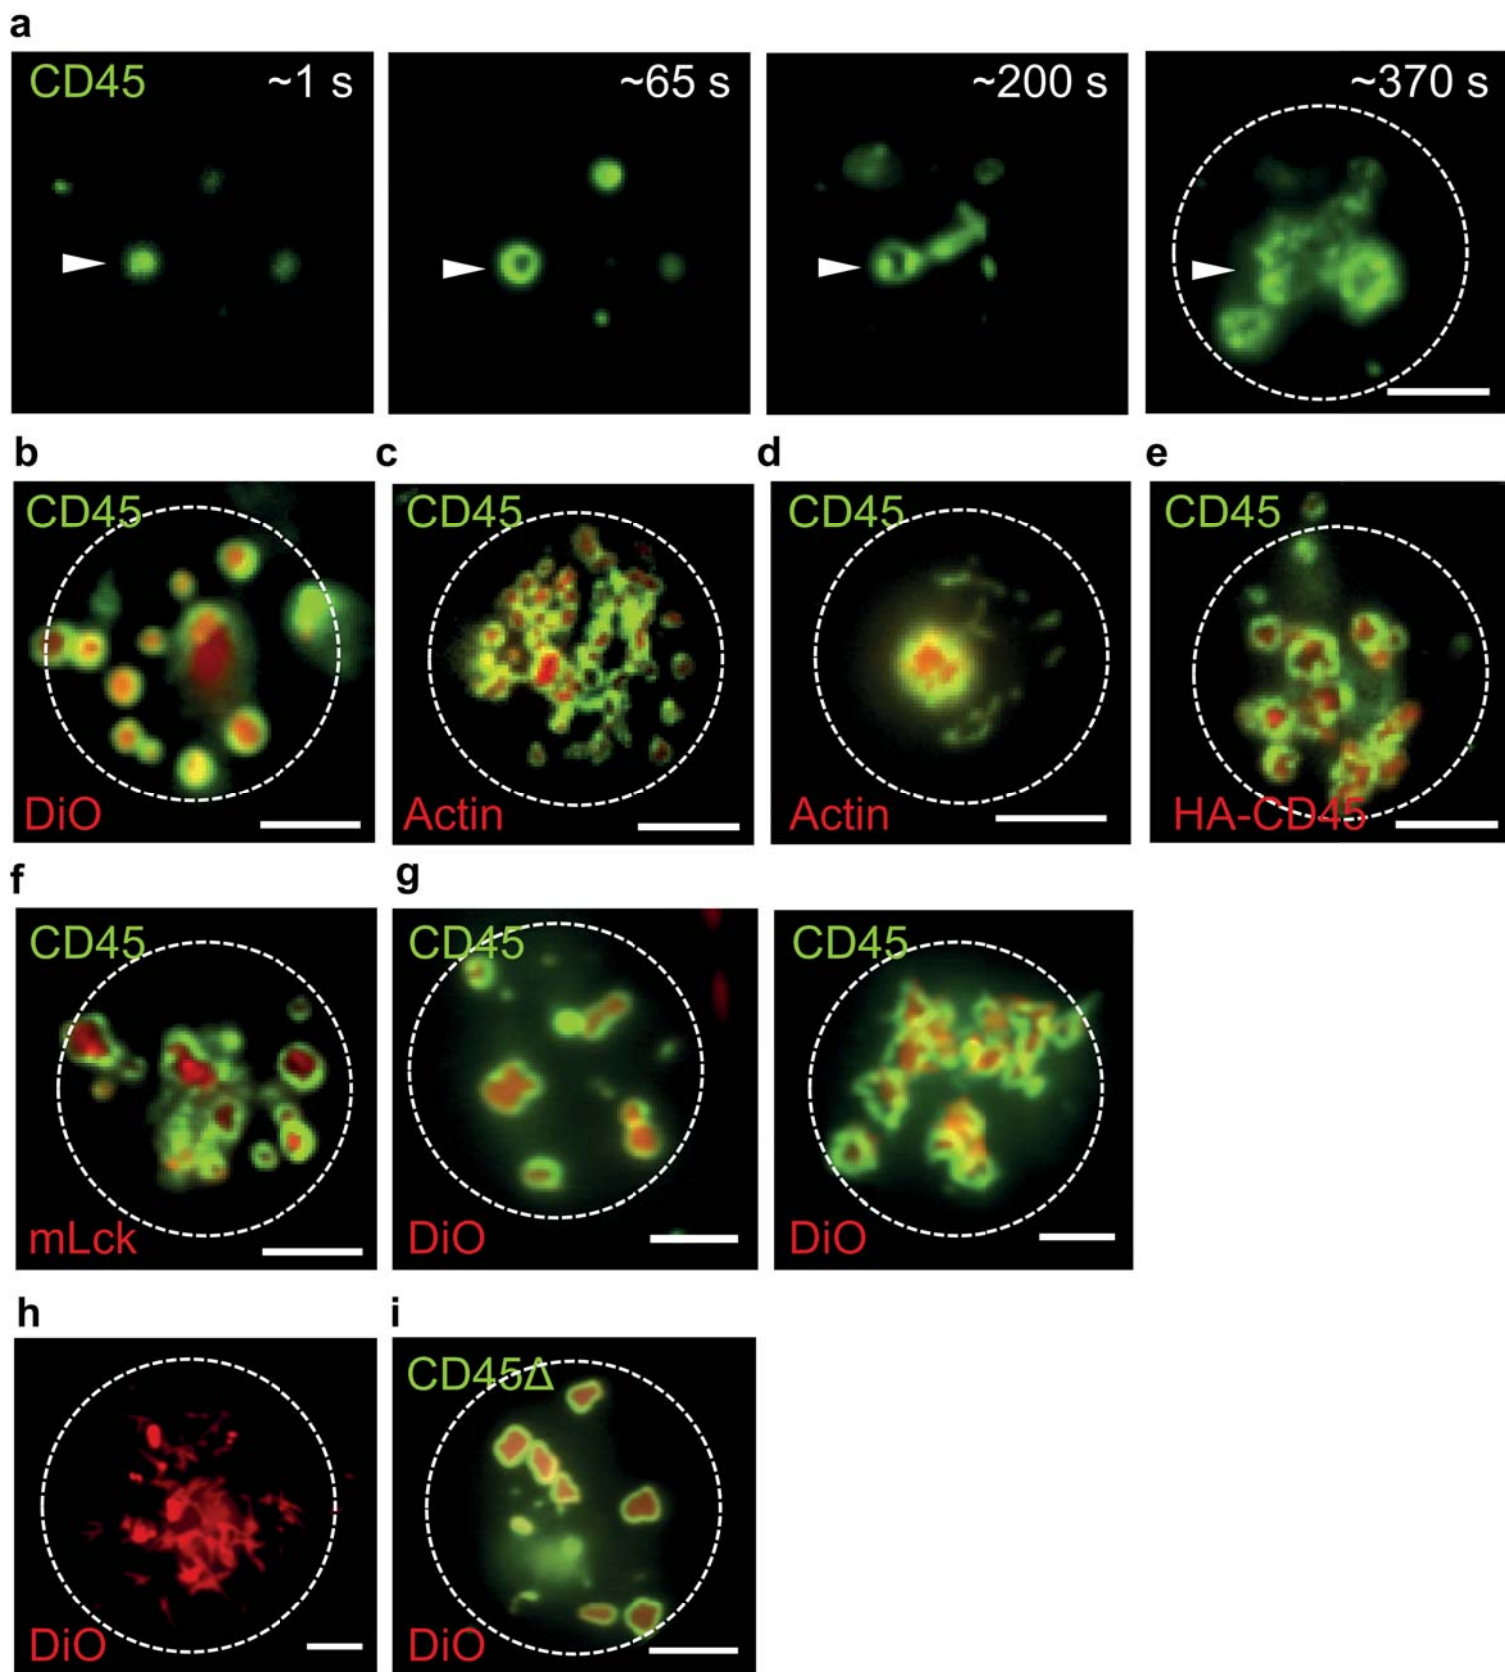 a
CD45 ~1 s ~65 s ~200 s ~370 s
b c d e
CD45 CD45 CD45 CD45
DiO Actin Actin HA-CD45
f g
CD45 CD45 CD45
mLck DiO DiO
h i
CD45Δ
DiO DiO